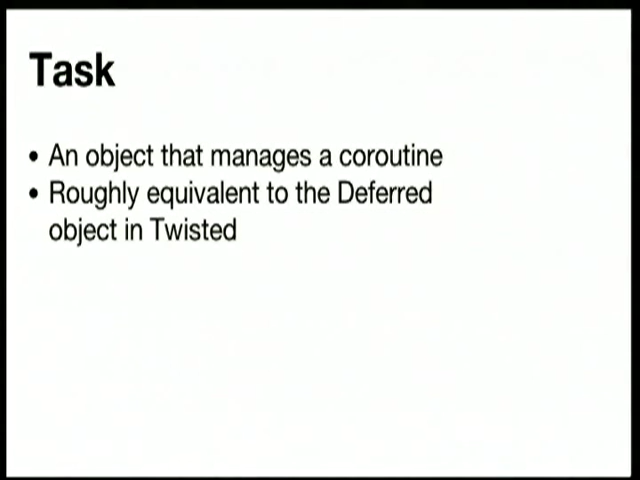 Task
• An object that manages a coroutine
• Roughly equivalent to the Deferred
object in Twisted